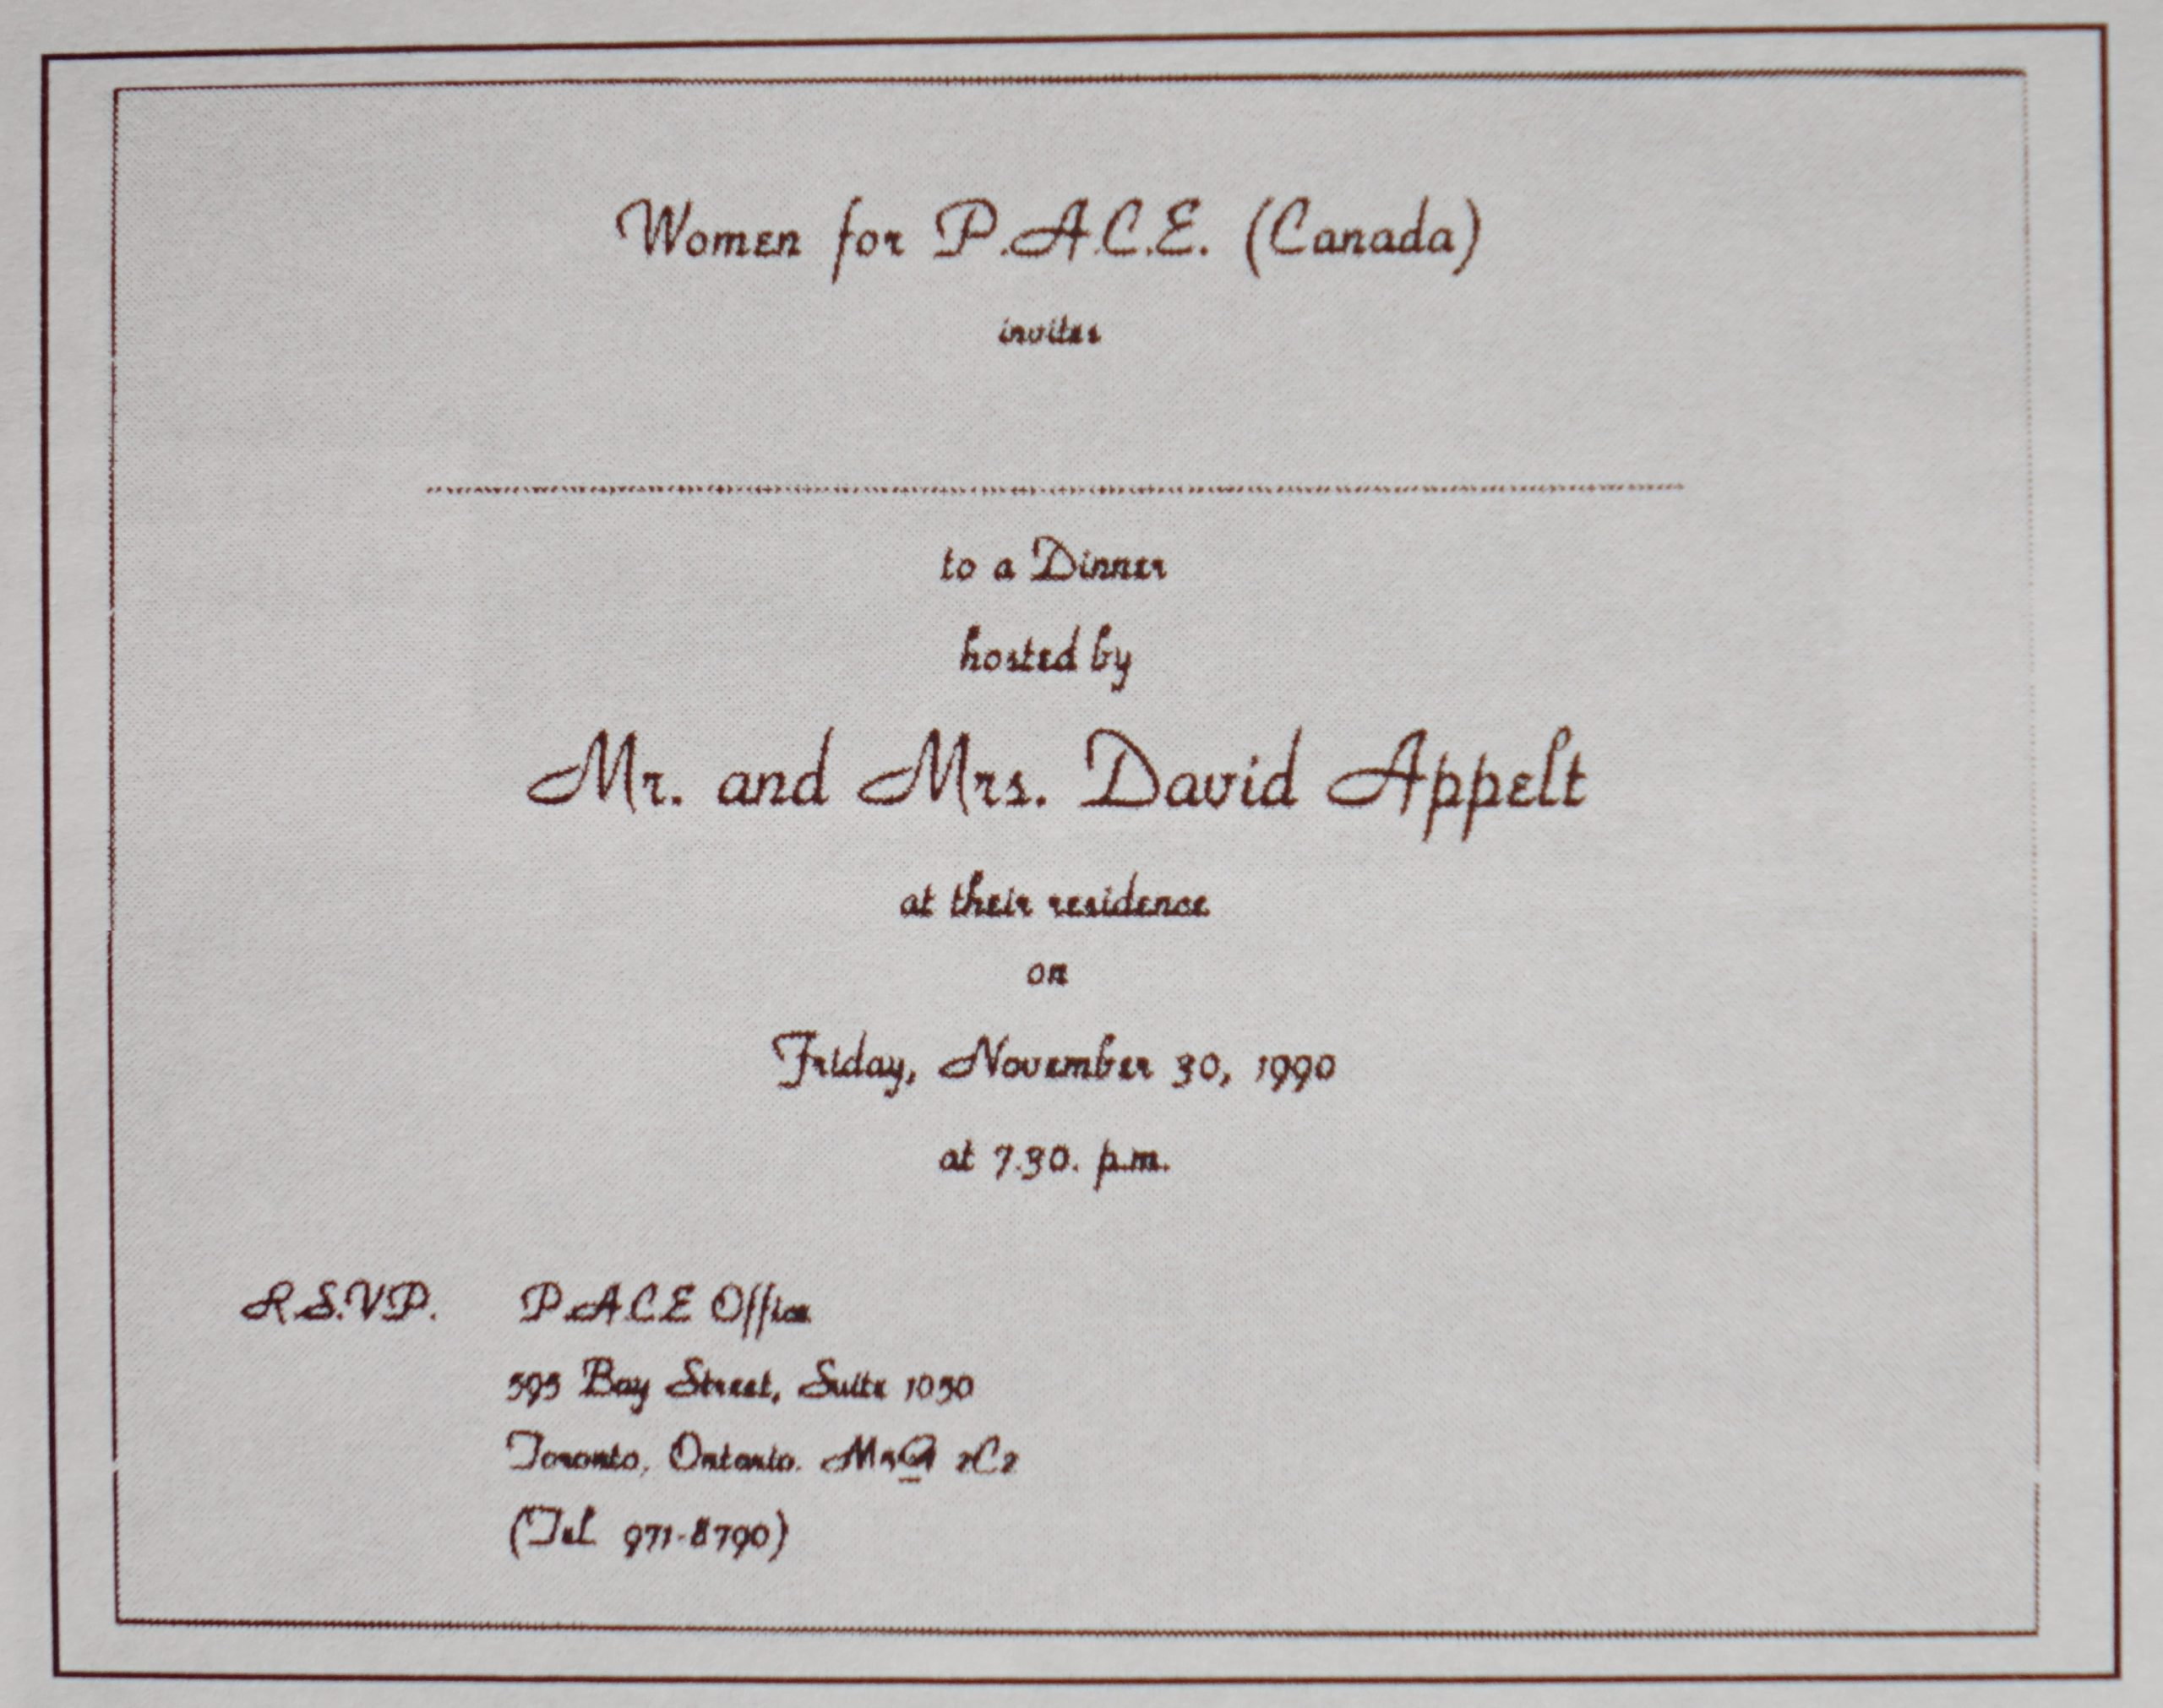 Women for P.A.C.E. (Canada)
invites
to a Dinner
hosted by
Mr. and Mrs. David Appelt
at their residence
on
Friday, November 30, 1990
at 7.30. p.m.
R.S.V.P. P.A.C.E Office
595 Bay Street, Suite 1050
Toronto, Ontario. 2C2
(Tel. 971-8790)